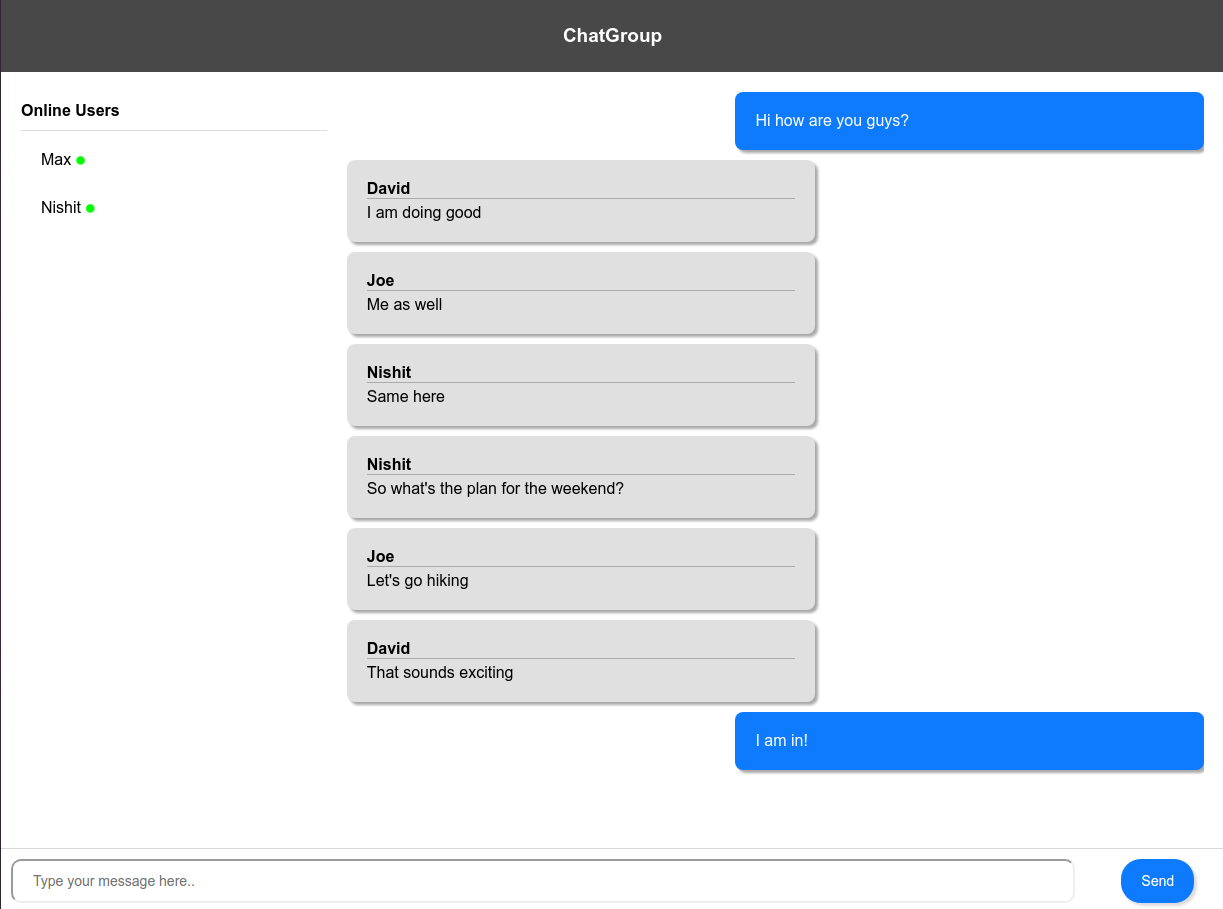 ChatGroup
Online Users
Max
Nishit
Hi how are you guys?
David
I am doing good
Joe
Me as well
Nishit
Same here
Nishit
So what's the plan for the weekend?
Joe
Let's go hiking
David
That sounds exciting
I am in!
Type your message here..
Send